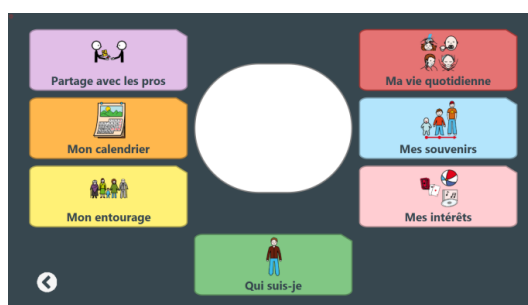 Partage avec les pros
Ma vie quotidienne
Mon calendrier
Mes souvenirs
Mon entourage
Mes intérêts
Qui suis-je